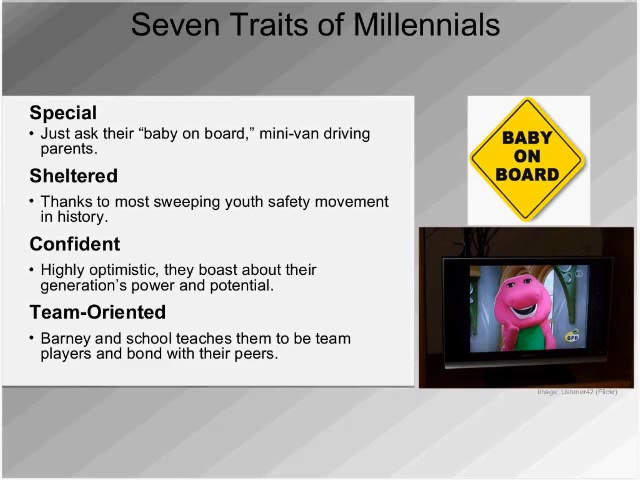 Seven Traits of Millennials
Special
• Just ask their “baby on board,” mini-van driving
parents.
Sheltered
• Thanks to most sweeping youth safety movement
in history.
Confident
• Highly optimistic, they boast about their
generation’s power and potential.
Team-Oriented
• Barney and school teaches them to be team
players and bond with their peers.
BABY
ON
BOARD
Image: (Flickr)